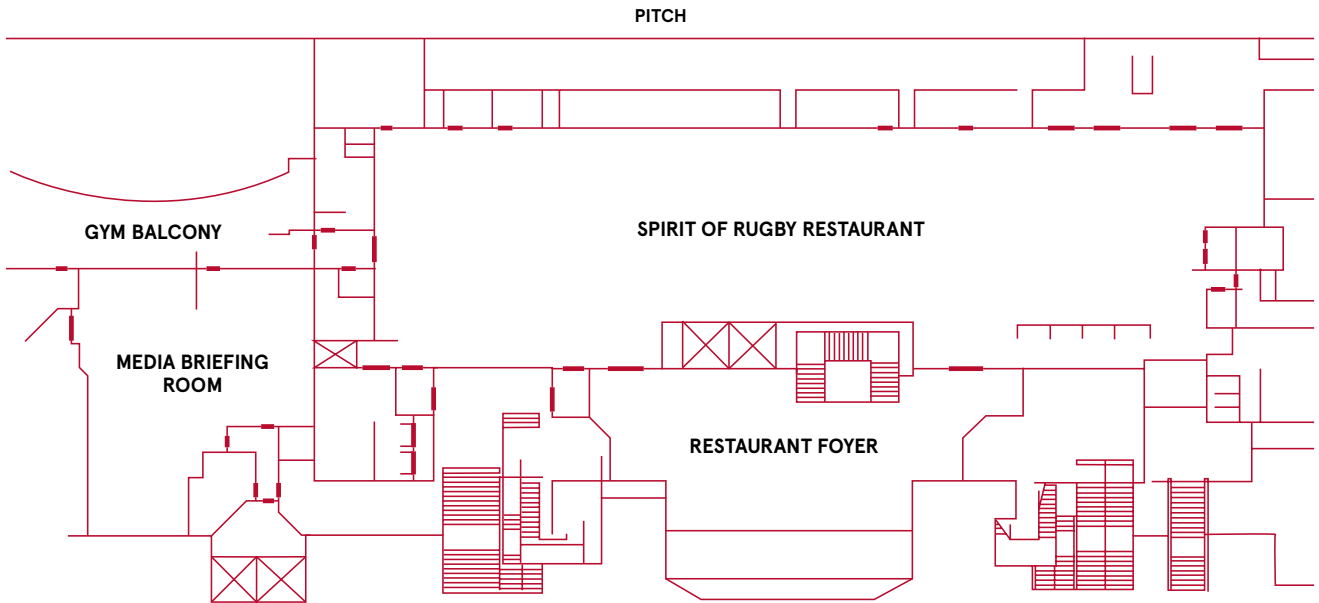 PITCH
GYM BALCONY
SPIRIT OF RUGBY RESTAURANT
MEDIA BRIEFING
ROOM
RESTAURANT FOYER